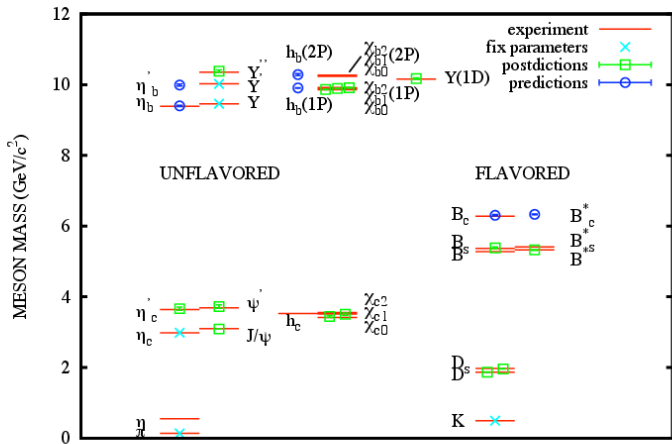 MESON MASS (GeV/c²)
12
10
8
6
4
2
0
experiment
fix parameters
postdictions
predictions
η'b
ηb
Υ''
Υ'
Υ
hb(2P)
χb2
χb1(2P)
χb0
hb(1P)
χb2
χb1(1P)
χb0
Υ(1D)
UNFLAVORED
FLAVORED
Bc
B*c
Bs
B*s
B
B*
η'c
ψ'
ηc
J/ψ
hc
χc2
χc1
χc0
Ds
D
η
π
K